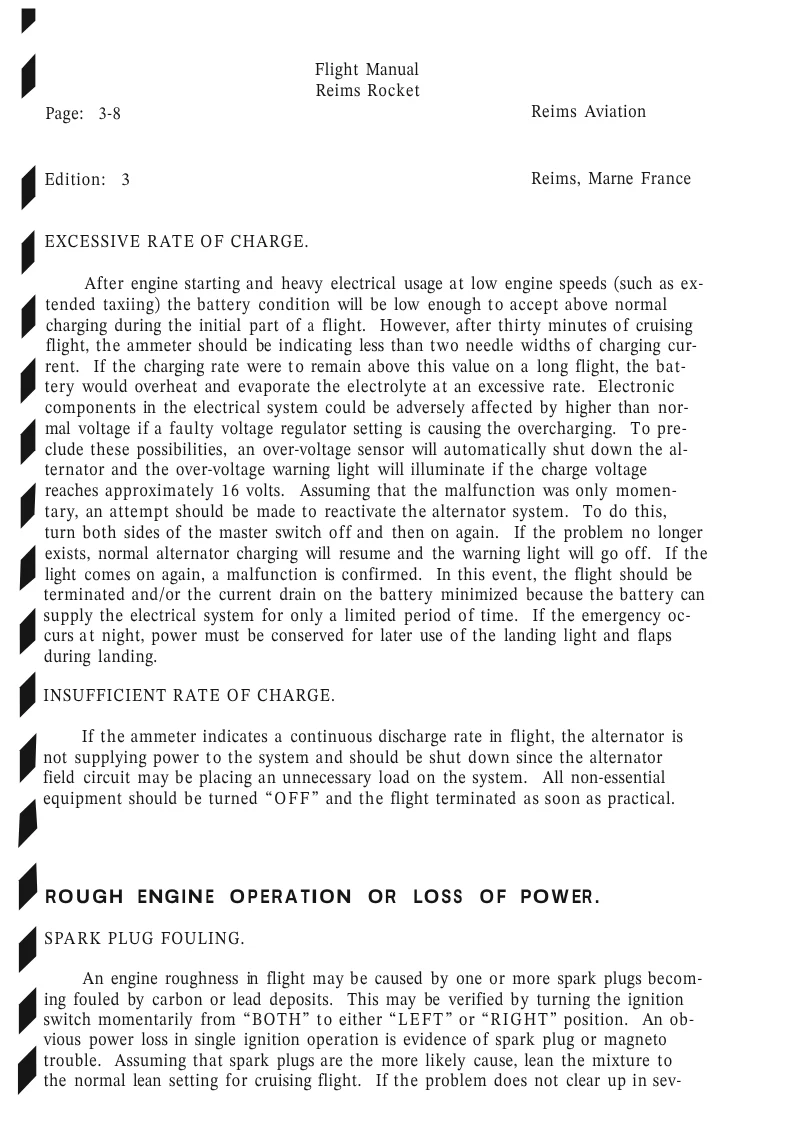 Flight Manual
Reims Rocket
Page: 3-8
Reims Aviation
Edition: 3
Reims, Marne France
EXCESSIVE RATE OF CHARGE.
After engine starting and heavy electrical usage at low engine speeds (such as ex-
tended taxiing) the battery condition will be low enough to accept above normal
charging during the initial part of a flight. However, after thirty minutes of cruising
flight, the ammeter should be indicating less than two needle widths of charging cur-
rent. If the charging rate were to remain above this value on a long flight, the bat-
tery would overheat and evaporate the electrolyte at an excessive rate. Electronic
components in the electrical system could be adversely affected by higher than nor-
mal voltage if a faulty voltage regulator setting is causing the overcharging. To pre-
clude these possibilities, an over-voltage sensor will automatically shut down the al-
ternator and the over-voltage warning light will illuminate if the charge voltage
reaches approximately 16 volts. Assuming that the malfunction was only momen-
tary, an attempt should be made to reactivate the alternator system. To do this,
turn both sides of the master switch off and then on again. If the problem no longer
exists, normal alternator charging will resume and the warning light will go off. If the
light comes on again, a malfunction is confirmed. In this event, the flight should be
terminated and/or the current drain on the battery minimized because the battery can
supply the electrical system for only a limited period of time. If the emergency oc-
curs at night, power must be conserved for later use of the landing light and flaps
during landing.
INSUFFICIENT RATE OF CHARGE.
If the ammeter indicates a continuous discharge rate in flight, the alternator is
not supplying power to the system and should be shut down since the alternator
field circuit may be placing an unnecessary load on the system. All non-essential
equipment should be turned “OFF” and the flight terminated as soon as practical.
ROUGH ENGINE OPERATION OR LOSS OF POWER.
SPARK PLUG FOULING.
An engine roughness in flight may be caused by one or more spark plugs becom-
ing fouled by carbon or lead deposits. This may be verified by turning the ignition
switch momentarily from “BOTH” to either “LEFT” or “RIGHT” position. An ob-
vious power loss in single ignition operation is evidence of spark plug or magneto
trouble. Assuming that spark plugs are the more likely cause, lean the mixture to
the normal lean setting for cruising flight. If the problem does not clear up in sev-